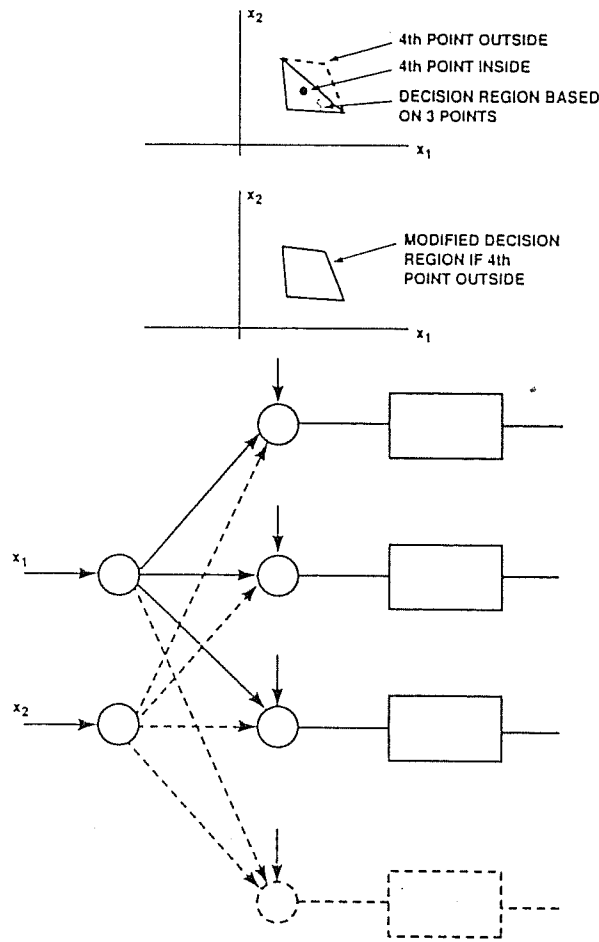 x2
4th POINT OUTSIDE
4th POINT INSIDE
DECISION REGION BASED
ON 3 POINTS
x1
x2
MODIFIED DECISION
REGION IF 4th
POINT OUTSIDE
x1
x1
x2